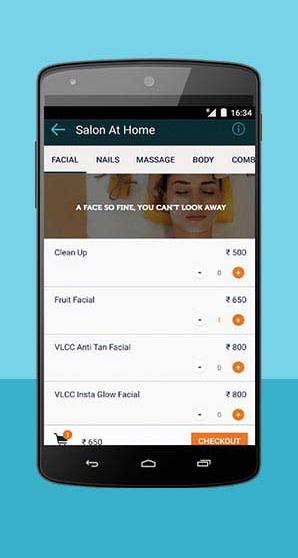 16:34
Salon At Home
FACIAL NAILS MASSAGE BODY COMB
A FACE SO FINE, YOU CAN'T LOOK AWAY
Clean Up ₹ 500
- 0 +
Fruit Facial ₹ 650
- 1 +
VLCC Anti Tan Facial ₹ 800
- 0 +
VLCC Insta Glow Facial ₹ 800
- 0 +
1 ₹ 650 CHECKOUT